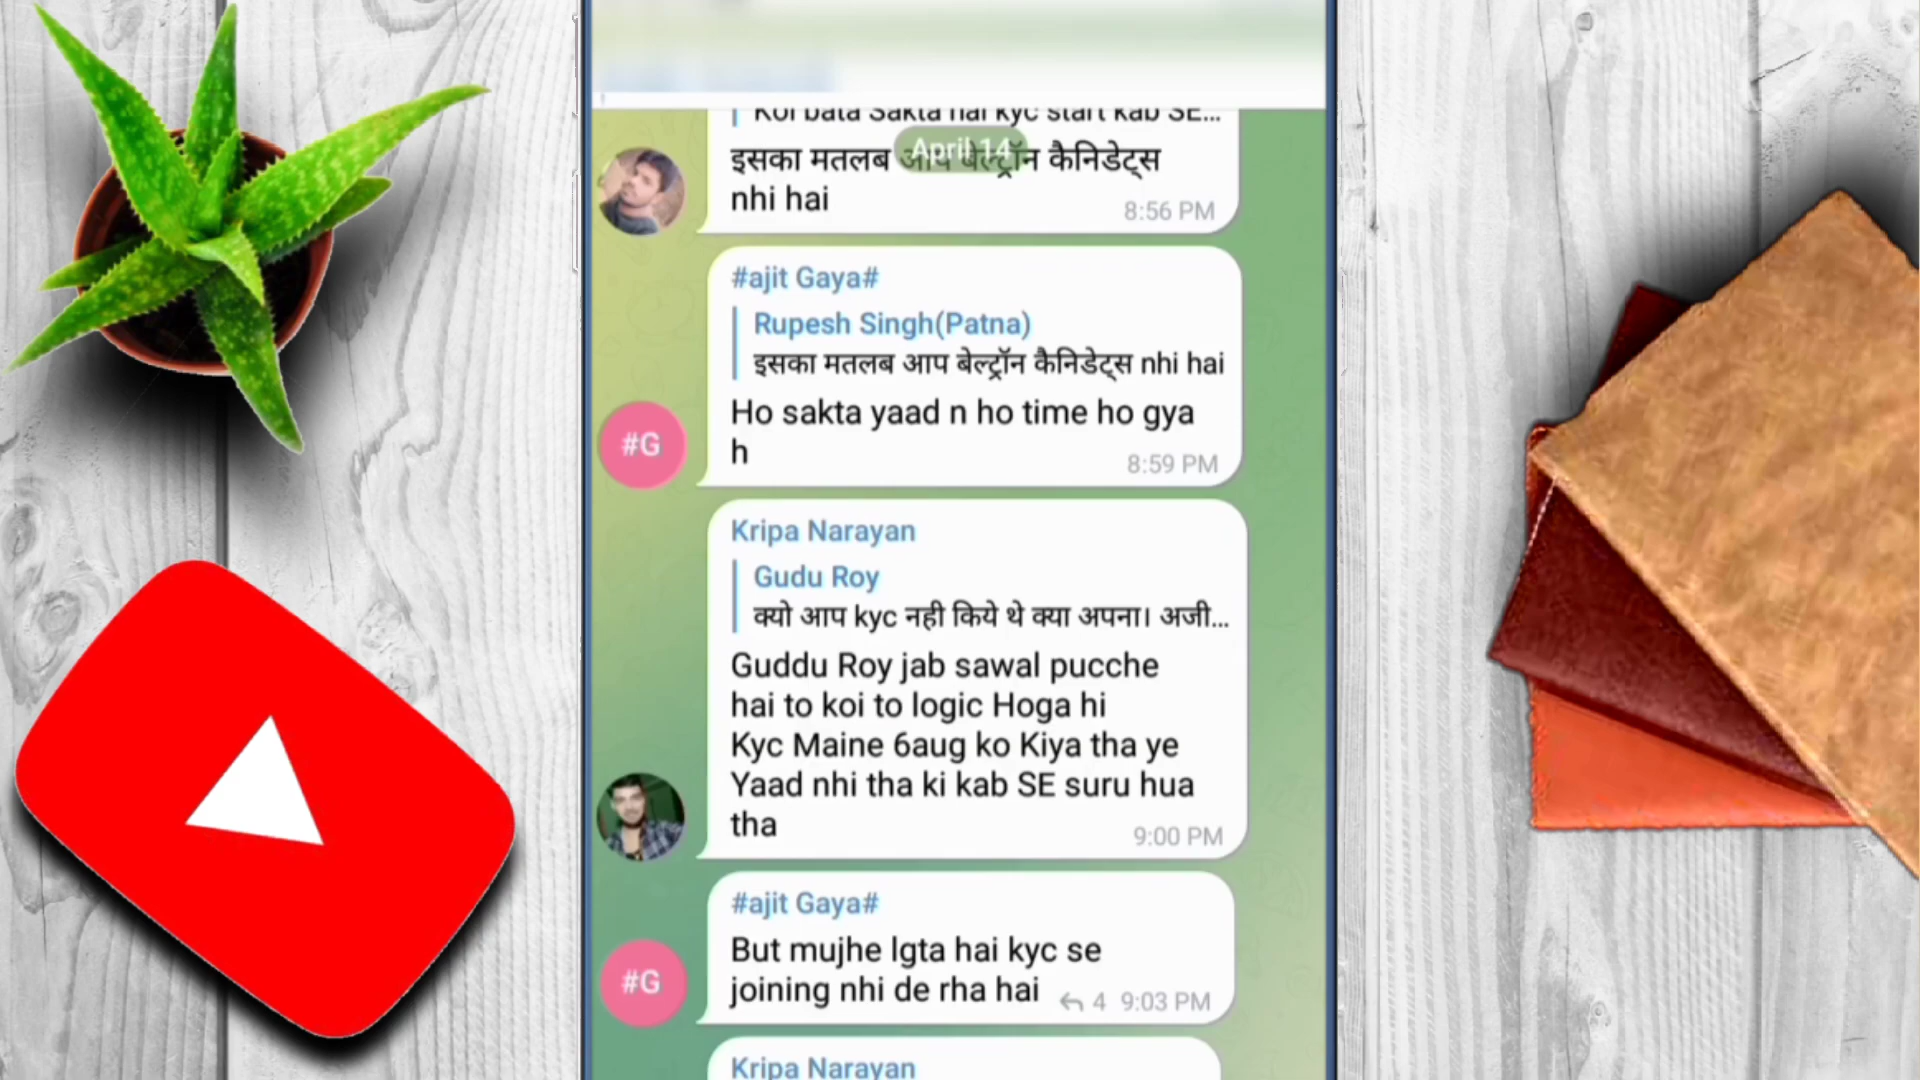 Koi bata Sakta hai kyc start kab SE...
April 14
इसका मतलब आप बेल्ट्रॉन कैनिडेट्स
nhi hai
8:56 PM
#ajit Gaya#
Rupesh Singh(Patna)
इसका मतलब आप बेल्ट्रॉन कैनिडेट्स nhi hai
Ho sakta yaad n ho time ho gya
h
#G
8:59 PM
Kripa Narayan
Gudu Roy
क्यो आप kyc नही किये थे क्या अपना। अजी...
Guddu Roy jab sawal pucche
hai to koi to logic Hoga hi
Kyc Maine 6aug ko Kiya tha ye
Yaad nhi tha ki kab SE suru hua
tha
9:00 PM
#ajit Gaya#
But mujhe lgta hai kyc se
joining nhi de rha hai
#G
4 9:03 PM
Kripa Narayan